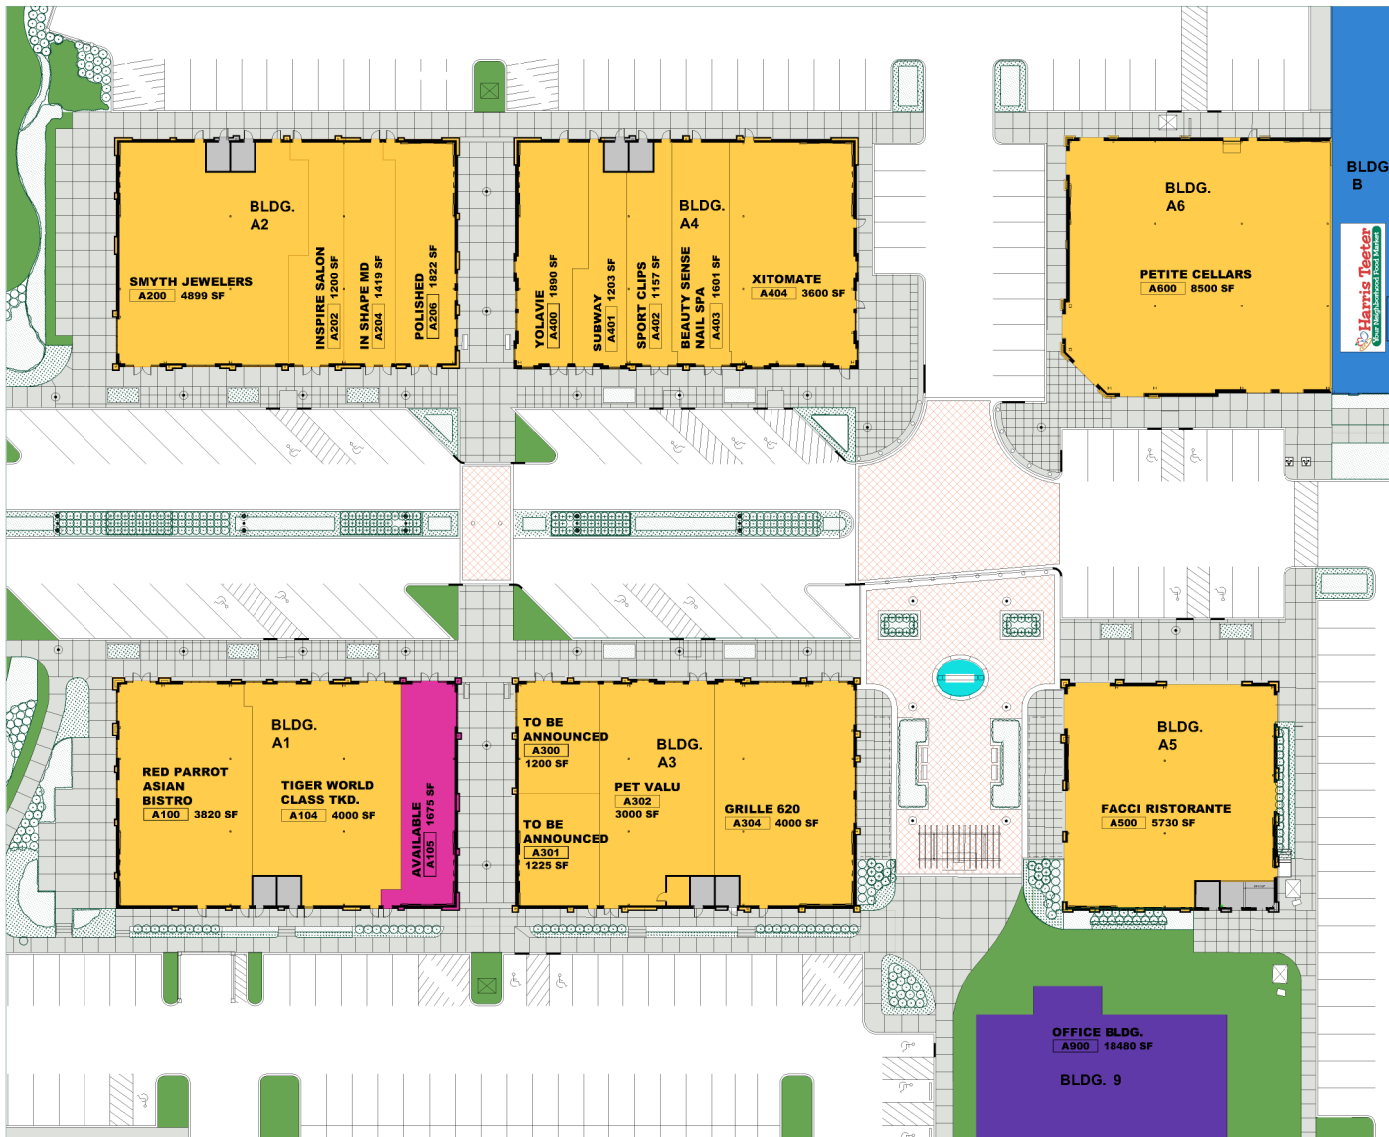 BLDG.
A2
SMYTH JEWELERS
A200 4899 SF
INSPIRE SALON
A202 1200 SF
IN SHAPE MD
A204 1419 SF
POLISHED
A206 1822 SF
BLDG.
A4
YOLAVIE
A400 1890 SF
SUBWAY
A401 1203 SF
SPORT CLIPS
A402 1157 SF
BEAUTY SENSE
NAIL SPA
A403 1601 SF
XITOMATE
A404 3600 SF
BLDG.
A6
PETITE CELLARS
A600 8500 SF
BLDG
B
Harris Teeter
Your Neighborhood Food Market
BLDG.
A1
RED PARROT
ASIAN
BISTRO
A100 3820 SF
TIGER WORLD
CLASS TKD.
A104 4000 SF
AVAILABLE
A105 1675 SF
TO BE
ANNOUNCED
A300
1200 SF
TO BE
ANNOUNCED
A301
1225 SF
BLDG.
A3
PET VALU
A302
3000 SF
GRILLE 620
A304 4000 SF
BLDG.
A5
FACCI RISTORANTE
A500 5730 SF
OFFICE BLDG.
A900 18480 SF
BLDG. 9